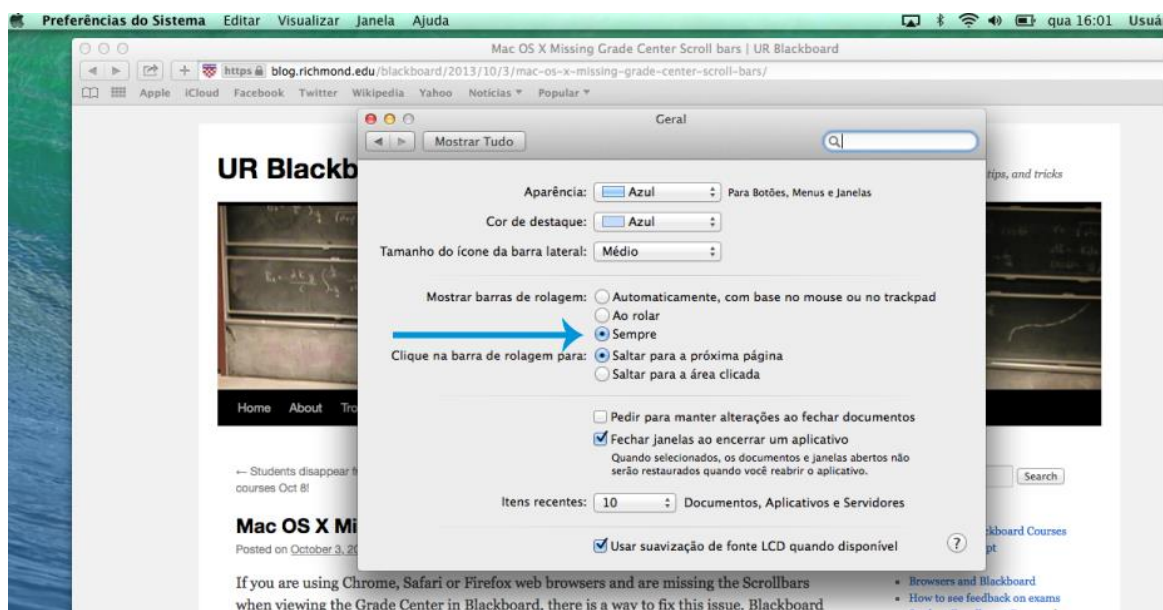 Preferências do Sistema Editar Visualizar Janela Ajuda qua 16:01 Usuá
Mac OS X Missing Grade Center Scroll bars | UR Blackboard
https blog.richmond.edu/blackboard/2013/10/3/mac-os-x-missing-grade-center-scroll-bars/
Apple iCloud Facebook Twitter Wikipedia Yahoo Notícias Popular
Geral
Mostrar Tudo
UR Blackb
tips, and tricks
Aparência: Azul Para Botões, Menus e Janelas
Cor de destaque: Azul
Tamanho do ícone da barra lateral: Médio
Mostrar barras de rolagem: Automaticamente, com base no mouse ou no trackpad
Ao rolar
Sempre
Clique na barra de rolagem para: Saltar para a próxima página
Saltar para a área clicada
Home About Tro
Pedir para manter alterações ao fechar documentos
Fechar janelas ao encerrar um aplicativo
Quando selecionados, os documentos e janelas abertos não
serão restaurados quando você reabrir o aplicativo.
Itens recentes: 10 Documentos, Aplicativos e Servidores
Usar suavização de fonte LCD quando disponível ?
← Students disappear
courses Oct 8!
Search
Mac OS X Mi
Posted on October 3, 20
If you are using Chrome, Safari or Firefox web browsers and are missing the Scrollbars
when viewing the Grade Center in Blackboard, there is a way to fix this issue. Blackboard
kboard Courses
pt
Browsers and Blackboard
How to see feedback on exams